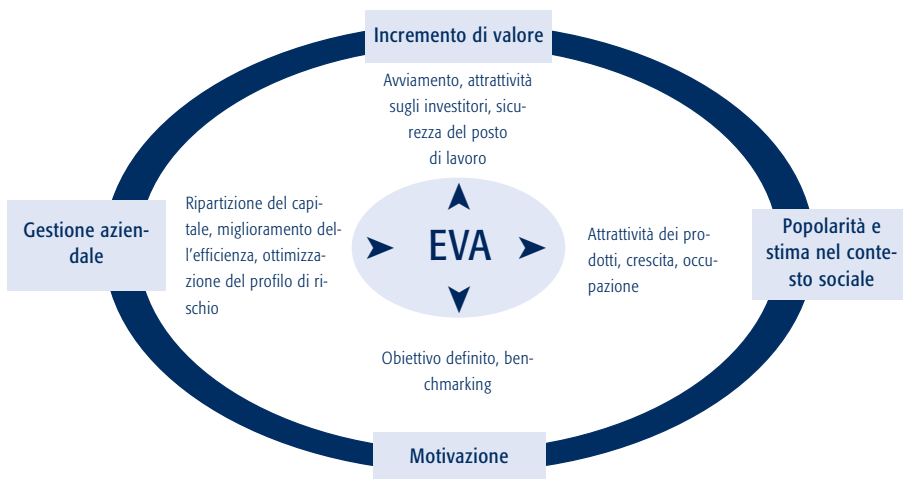 Incremento di valore
Avviamento, attrattività
sugli investitori, sicu-
rezza del posto
di lavoro
Gestione azien-
dale
Ripartizione del capi-
tale, miglioramento del-
l'efficienza, ottimizza-
zione del profilo di ri-
schio
EVA
Attrattività dei pro-
dotti, crescita, occu-
pazione
Popolarità e
stima nel conte-
sto sociale
Obiettivo definito, ben-
chmarking
Motivazione